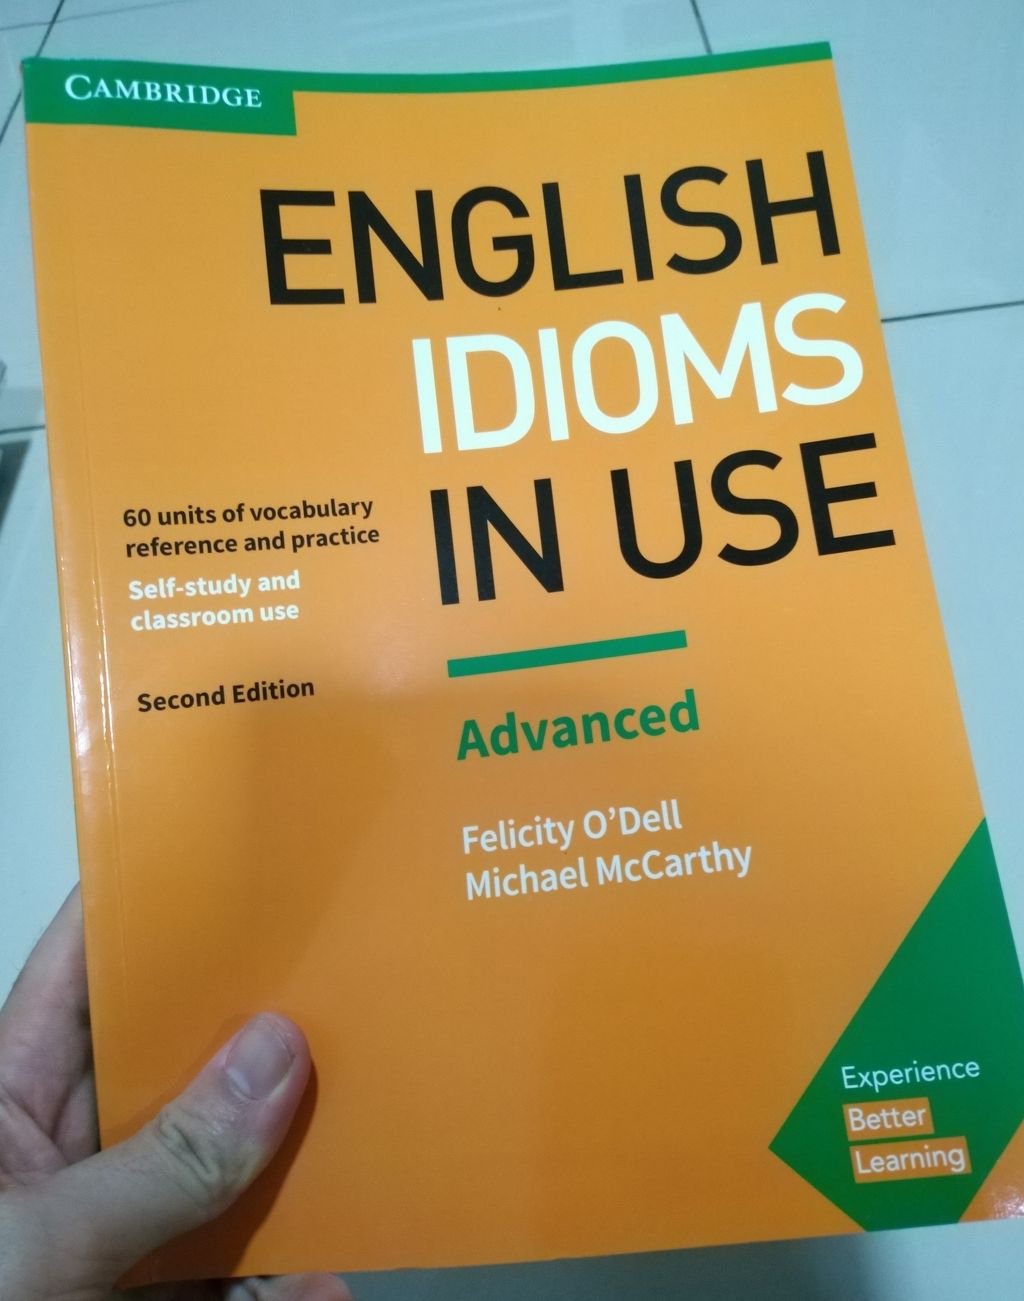 CAMBRIDGE
ENGLISH
IDIOMS
IN USE
60 units of vocabulary
reference and practice
Self-study and
classroom use
Second Edition
Advanced
Felicity O'Dell
Michael McCarthy
Experience
Better
Learning